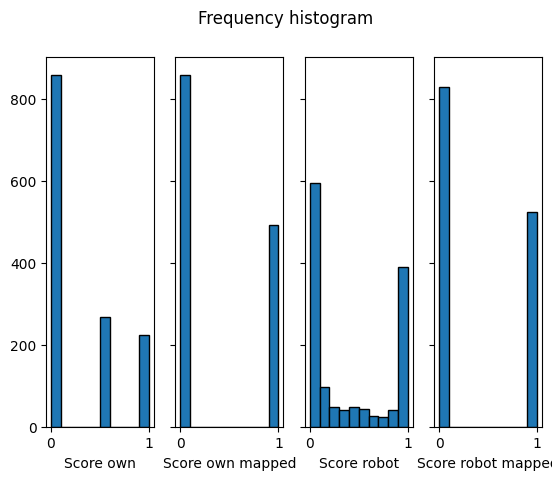 Frequency histogram
800
600
400
200
0
0 1
0 1
0 1
0 1
Score own
Score own mapped
Score robot
Score robot mapped